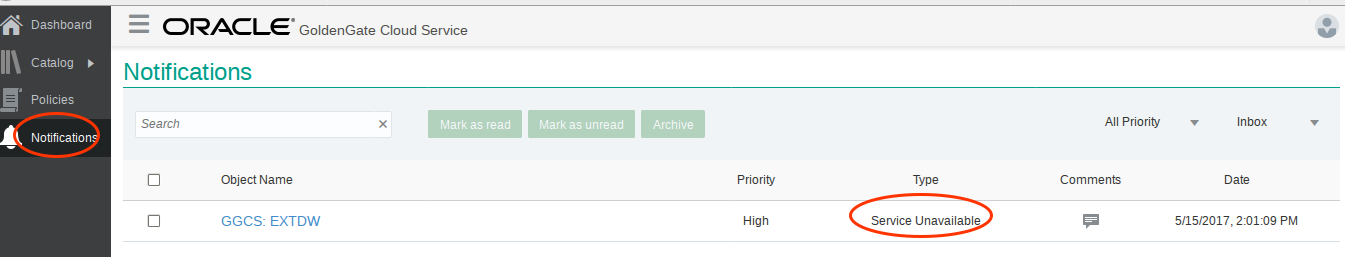 Dashboard
ORACLE® GoldenGate Cloud Service
Catalog
Policies
Notifications
Notifications
Search
Mark as read
Mark as unread
Archive
All Priority
Inbox
Object Name
Priority
Type
Comments
Date
GGCS: EXTDW
High
Service Unavailable
5/15/2017, 2:01:09 PM